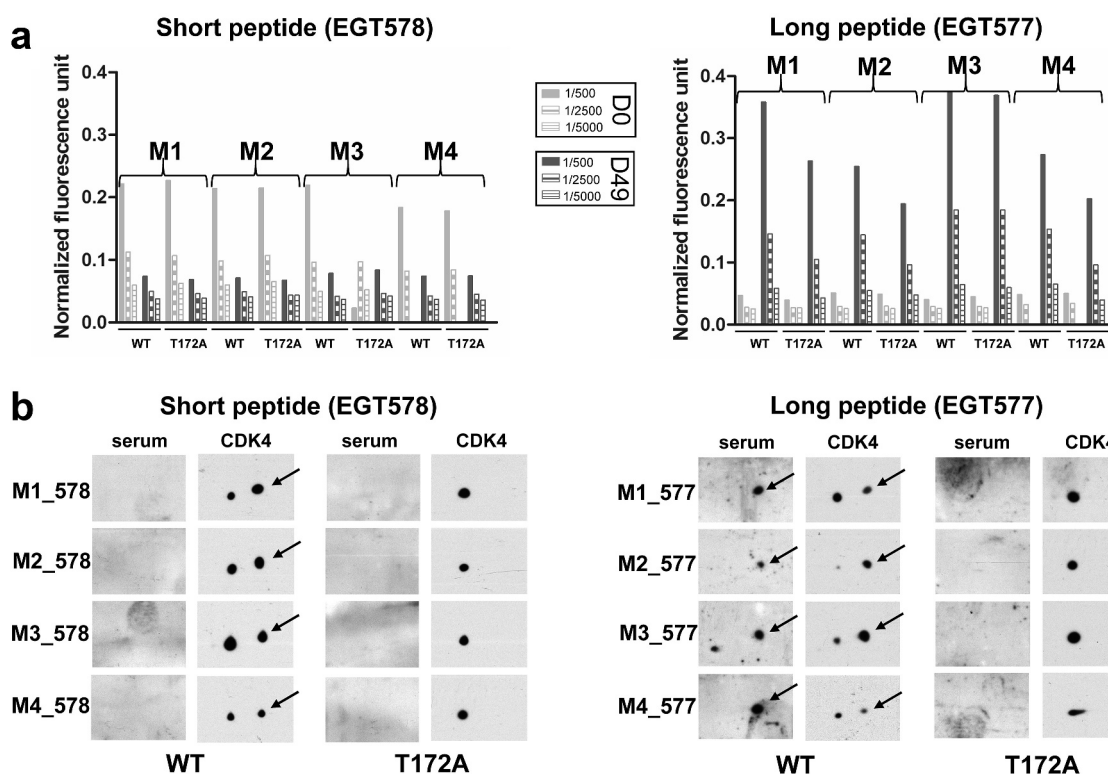 a
Short peptide (EGT578)
Normalized fluorescence unit
0.4
0.3
0.2
0.1
0.0
M1 M2 M3 M4
WT T172A WT T172A WT T172A WT T172A
1/500
1/2500
1/5000
D0
1/500
1/2500
1/5000
D49
Long peptide (EGT577)
Normalized fluorescence unit
0.4
0.3
0.2
0.1
0.0
M1 M2 M3 M4
WT T172A WT T172A WT T172A WT T172A
b
Short peptide (EGT578)
serum CDK4 serum CDK4
M1_578
M2_578
M3_578
M4_578
WT T172A
Long peptide (EGT577)
serum CDK4 serum CDK4
M1_577
M2_577
M3_577
M4_577
WT T172A